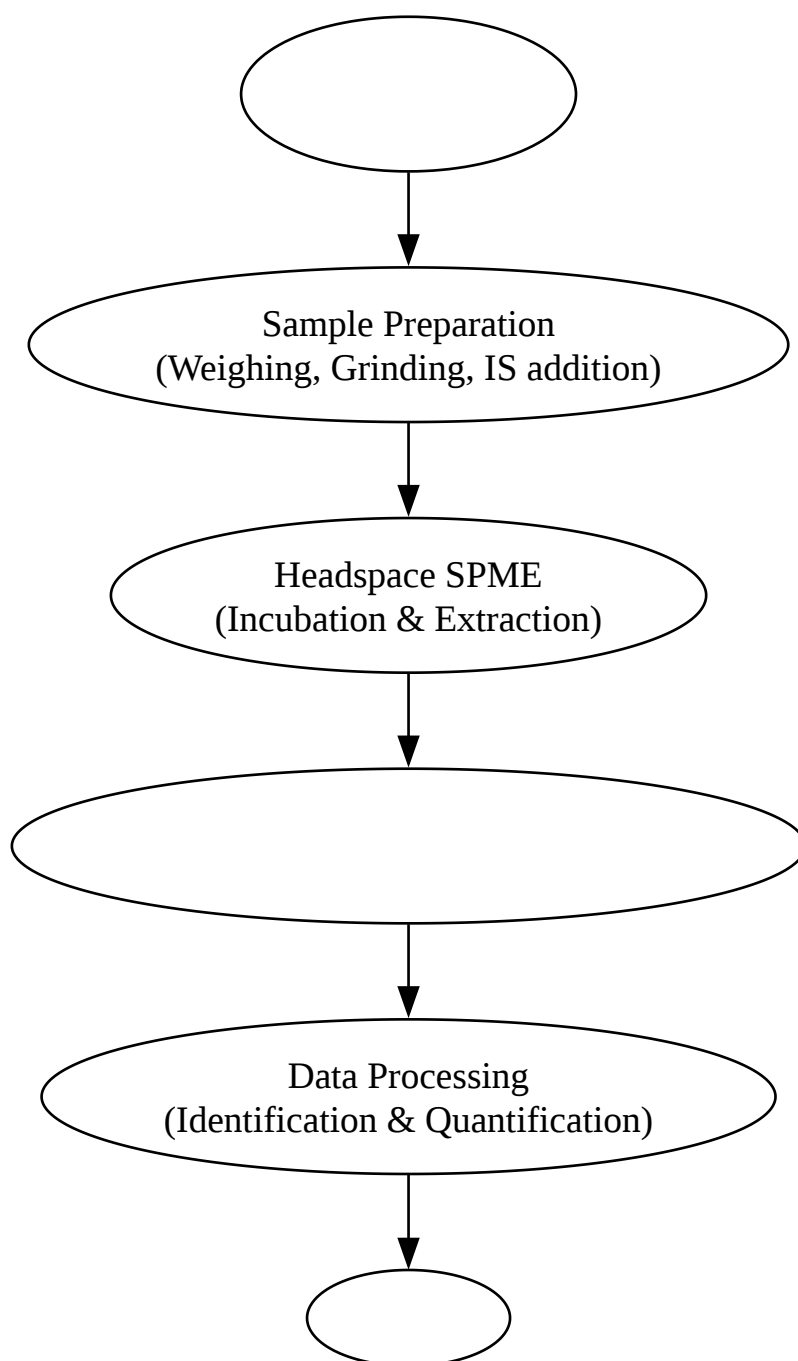 Sample Preparation
(Weighing, Grinding, IS addition)
Headspace SPME
(Incubation & Extraction)
Data Processing
(Identification & Quantification)